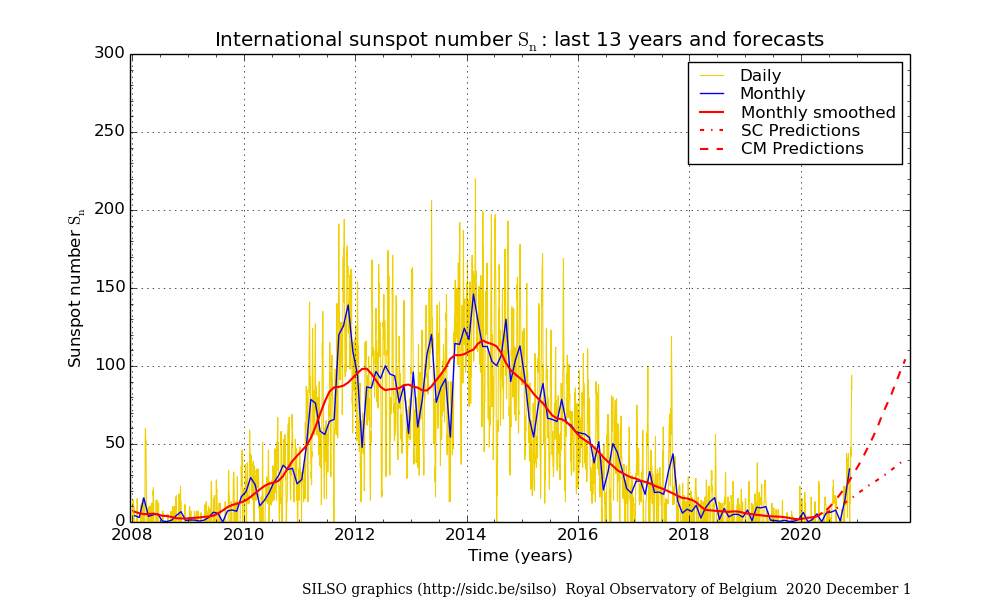 International sunspot number Sn : last 13 years and forecasts
300
250
200
150
100
50
0
Sunspot number Sn
Daily
Monthly
Monthly smoothed
SC Predictions
CM Predictions
2008 2010 2012 2014 2016 2018 2020
Time (years)
SILSO graphics (http://sidc.be/silso) Royal Observatory of Belgium 2020 December 1